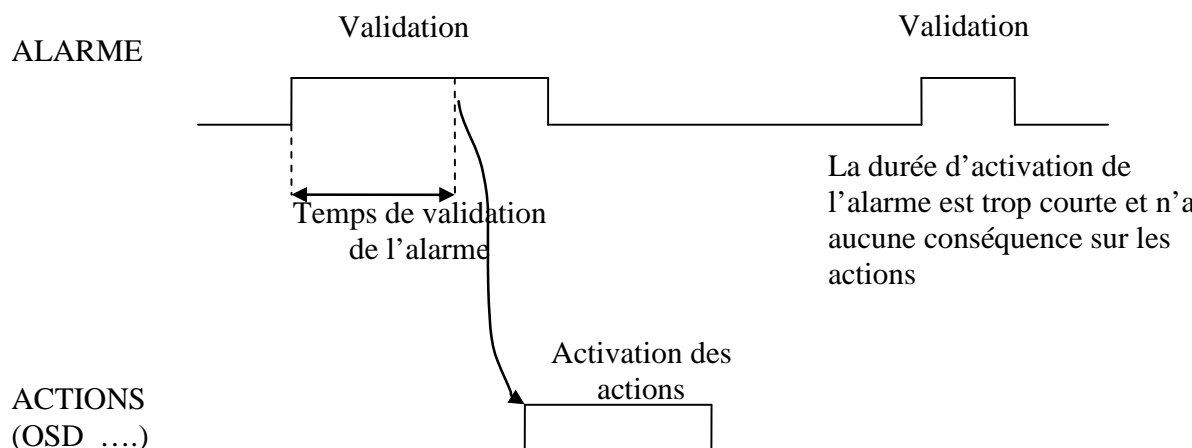 Validation
Validation
ALARME
La durée d’activation de
l’alarme est trop courte et n’a
aucune conséquence sur les
actions
Temps de validation
de l’alarme
Activation des
actions
ACTIONS
(OSD ….)